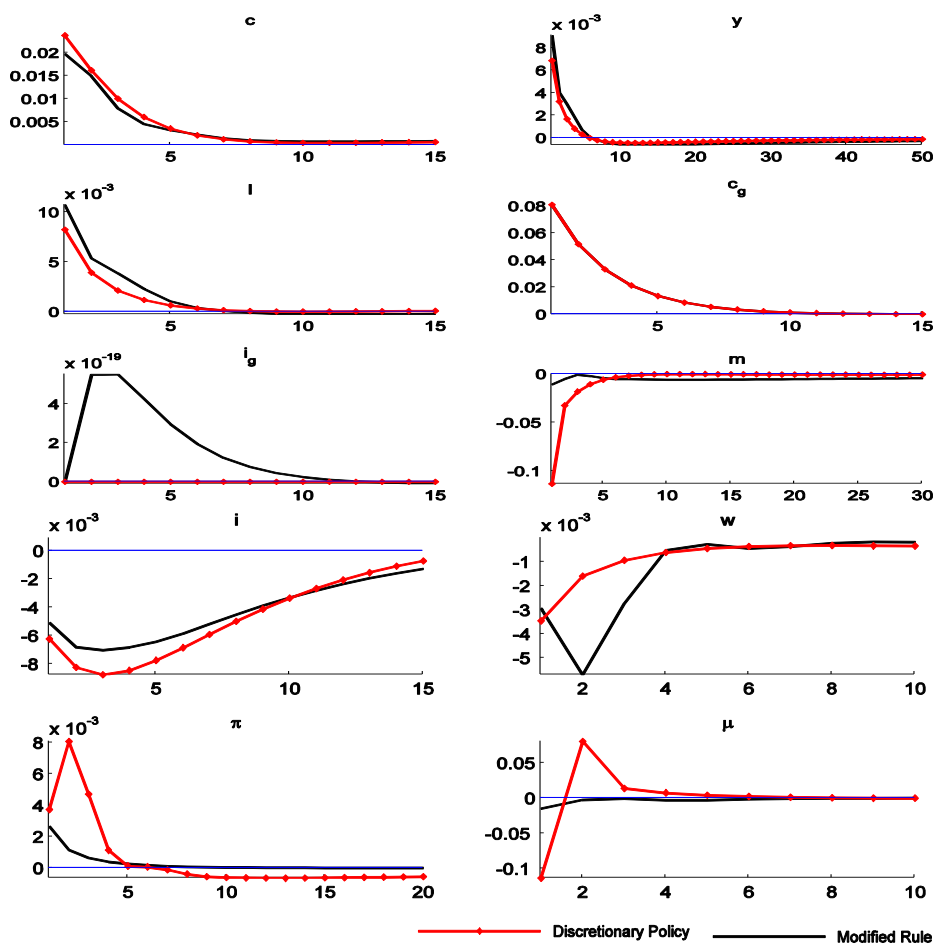 c
0.02
0.015
0.01
0.005
5 10 15
y
x 10⁻³
8
6
4
2
0
10 20 30 40 50
l
x 10⁻³
10
5
0
5 10 15
c_g
0.08
0.06
0.04
0.02
0
5 10 15
i_g
x 10⁻¹⁹
4
2
0
5 10 15
m
0
-0.05
-0.1
5 10 15 20 25 30
i
x 10⁻³
0
-2
-4
-6
-8
5 10 15
w
x 10⁻³
-1
-2
-3
-4
-5
2 4 6 8 10
π
x 10⁻³
8
6
4
2
0
5 10 15 20
μ
0.05
0
-0.05
-0.1
2 4 6 8 10
Discretionary Policy Modified Rule